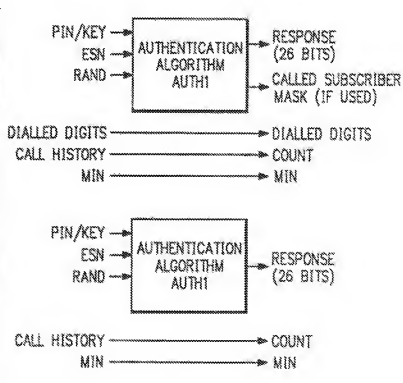 PIN/KEY
ESN
RAND
AUTHENTICATION
ALGORITHM
AUTH1
RESPONSE
(26 BITS)
CALLED SUBSCRIBER
MASK (IF USED)
DIALLED DIGITS DIALLED DIGITS
CALL HISTORY COUNT
MIN MIN
PIN/KEY
ESN
RAND
AUTHENTICATION
ALGORITHM
AUTH1
RESPONSE
(26 BITS)
CALL HISTORY COUNT
MIN MIN